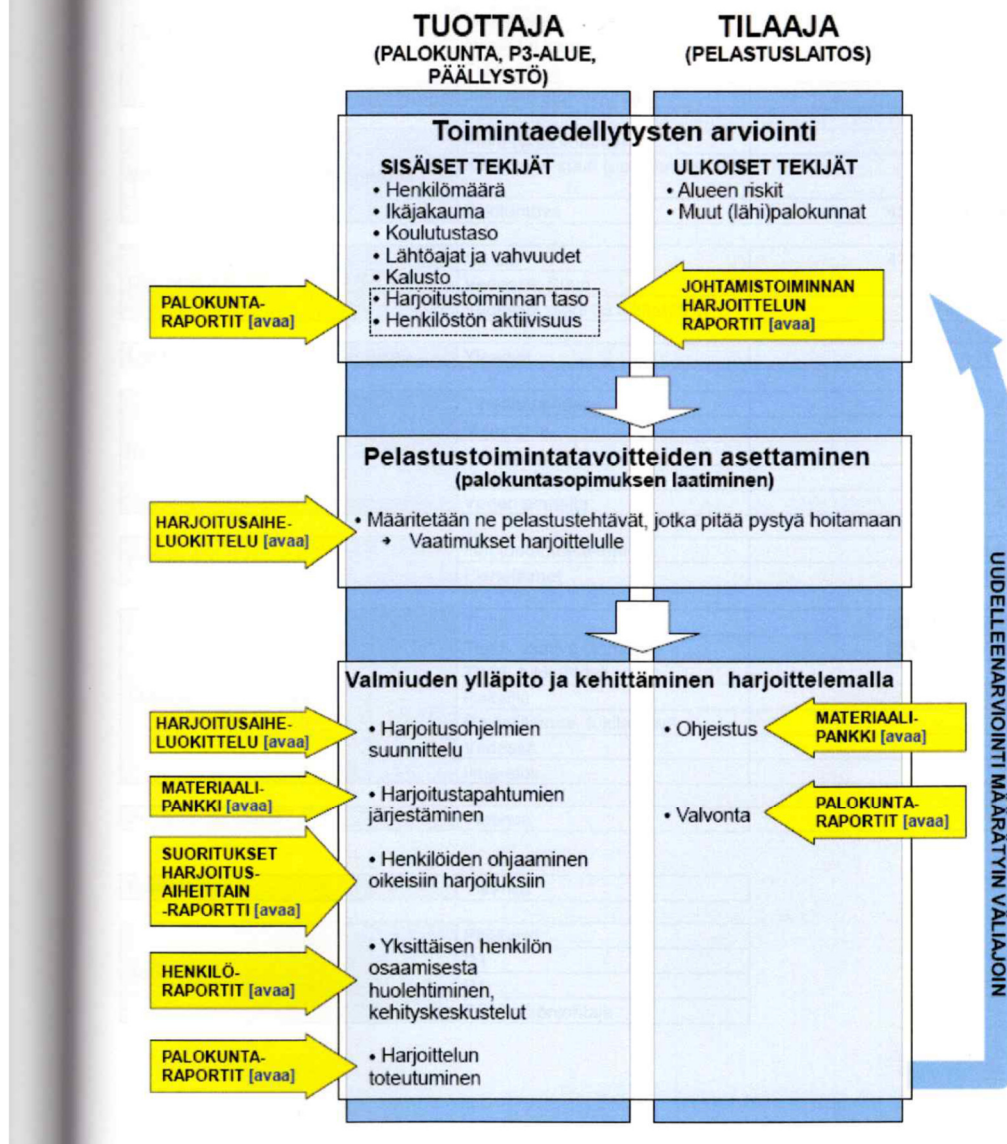 TUOTTAJA
(PALOKUNTA, P3-ALUE,
PÄÄLLYSTÖ)
TILAAJA
(PELASTUSLAITOS)
Toimintaedellytysten arviointi
SISÄISET TEKIJÄT
• Henkilömäärä
• Ikäjakauma
• Koulutustaso
• Lähtöajat ja vahvuudet
• Kalusto
• Harjoitustoiminnan taso
• Henkilöstön aktiivisuus
ULKOISET TEKIJÄT
• Alueen riskit
• Muut (lähi)palokunnat
PALOKUNTA-
RAPORTIT [avaa]
JOHTAMISTOIMINNAN
HARJOITTELUN
RAPORTIT [avaa]
Pelastustoimintatavoitteiden asettaminen
(palokuntasopimuksen laatiminen)
HARJOITUSAIHE-
LUOKITTELU [avaa]
• Määritetään ne pelastustehtävät, jotka pitää pystyä hoitamaan
→ Vaatimukset harjoittelulle
Valmiuden ylläpito ja kehittäminen harjoittelemalla
HARJOITUSAIHE-
LUOKITTELU [avaa]
• Harjoitusohjelmien
suunnittelu
• Ohjeistus
MATERIAALI-
PANKKI [avaa]
MATERIAALI-
PANKKI [avaa]
• Harjoitustapahtumien
järjestäminen
• Valvonta
PALOKUNTA-
RAPORTIT [avaa]
SUORITUKSET
HARJOITUS-
AIHEITTAIN
-RAPORTTI [avaa]
• Henkilöiden ohjaaminen
oikeisiin harjoituksiin
HENKILÖ-
RAPORTIT [avaa]
• Yksittäisen henkilön
osaamisesta
huolehtiminen,
kehityskeskustelut
PALOKUNTA-
RAPORTIT [avaa]
• Harjoittelun
toteutuminen
UUDELLEENARVIOINTI MÄÄRÄTYIN VÄLIAJOIN